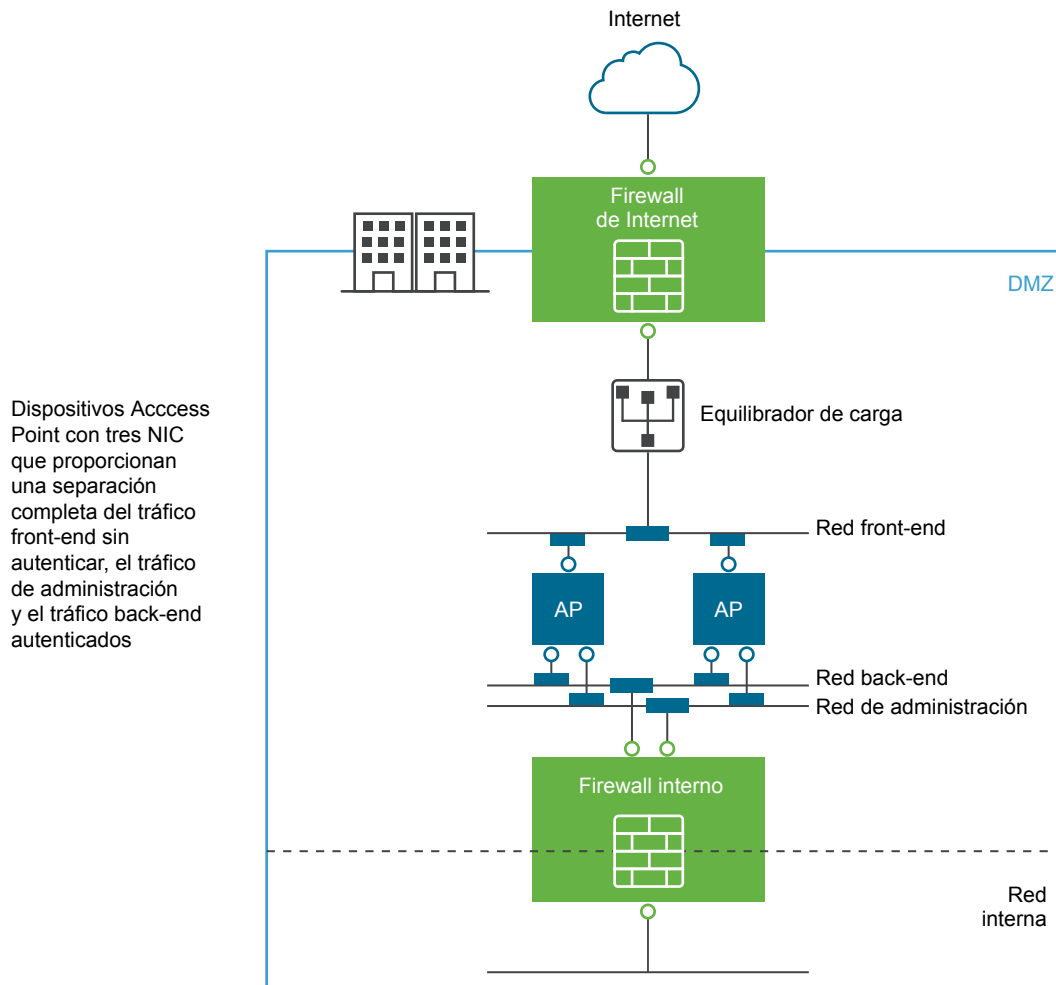 Internet
Firewall
de Internet
DMZ
Equilibrador de carga
Dispositivos Acccess
Point con tres NIC
que proporcionan
una separación
completa del tráfico
front-end sin
autenticar, el tráfico
de administración
y el tráfico back-end
autenticados
Red front-end
AP
AP
Red back-end
Red de administración
Firewall interno
Red
interna